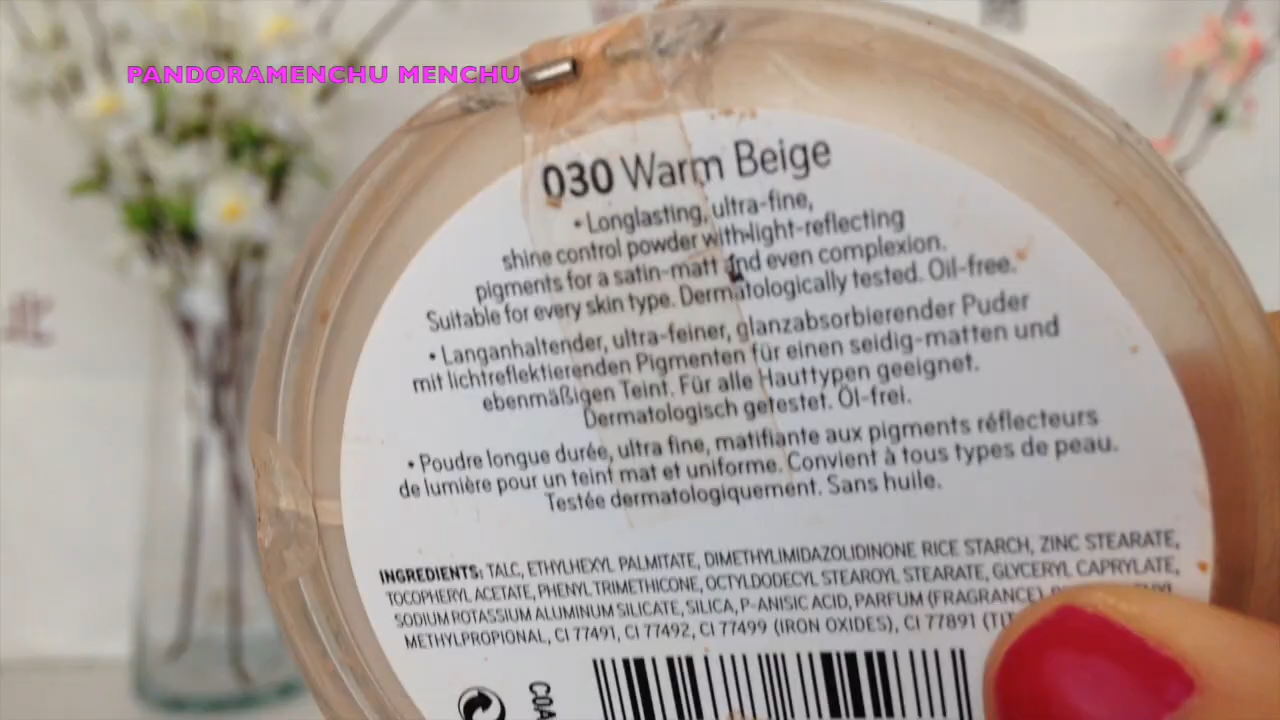 PANDORAMENCHU MENCHU
030 Warm Beige
• Longlasting, ultra-fine,
shine control powder with light-reflecting
pigments for a satin-matt and even complexion.
Suitable for every skin type. Dermatologically tested. Oil-free.
• Langanhaltender, ultra-feiner, glanzabsorbierender Puder
mit lichtreflektierenden Pigmenten für einen seidig-matten und
ebenmäßigen Teint. Für alle Hauttypen geeignet.
Dermatologisch getestet. Öl-frei.
• Poudre longue durée, ultra fine, matifiante aux pigments réflecteurs
de lumière pour un teint mat et uniforme. Convient à tous types de peau.
Testée dermatologiquement. Sans huile.
INGREDIENTS: TALC, ETHYLHEXYL PALMITATE, DIMETHYLIMIDAZOLIDINONE RICE STARCH, ZINC STEARATE,
TOCOPHERYL ACETATE, PHENYL TRIMETHICONE, OCTYLDODECYL STEAROYL STEARATE, GLYCERYL CAPRYLATE,
SODIUM POTASSIUM ALUMINUM SILICATE, SILICA, P-ANISIC ACID, PARFUM (FRAGRANCE),
METHYLPROPIONAL, CI 77491, CI 77492, CI 77499 (IRON OXIDES), CI 77891